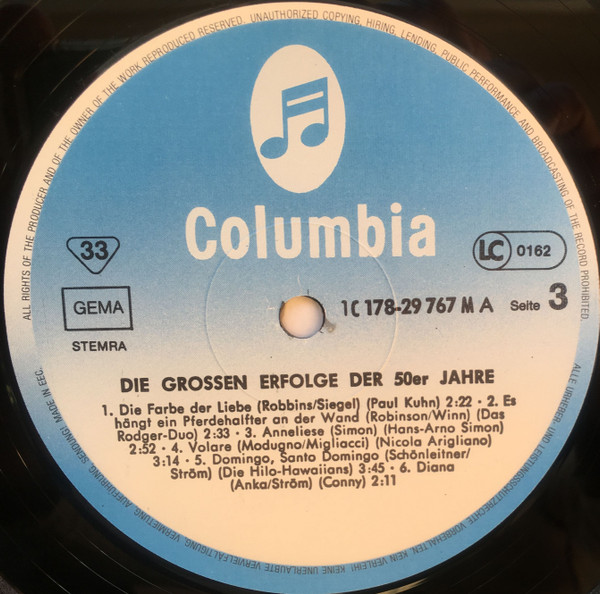 ALL RIGHTS OF THE PRODUCER AND OF THE OWNER OF THE WORK REPRODUCED RESERVED. UNAUTHORIZED COPYING, HIRING, LENDING, PUBLIC PERFORMANCE AND BROADCASTING OF THE RECORD PROHIBITED.
Columbia
33
LC 0162
GEMA
STEMRA
1C 178-29 767 M A Seite 3
DIE GROSSEN ERFOLGE DER 50er JAHRE
1. Die Farbe der Liebe (Robbins/Siegel) (Paul Kuhn) 2:22 · 2. Es
hängt ein Pferdehalfter an der Wand (Robinson/Winn) (Das
Rodger-Duo) 2:33 · 3. Anneliese (Simon) (Hans-Arno Simon)
2:52 · 4. Volare (Modugno/Migliacci) (Nicola Arigliano)
3:14 · 5. Domingo, Santo Domingo (Schönleitner/
Ström) (Die Hilo-Hawaiians) 3:45 · 6. Diana
(Anka/Ström) (Conny) 2:11
ALLE URHEBER- UND LEISTUNGSSCHUTZRECHTE VORBEHALTEN. KEIN VERLEIH! KEINE UNERLAUBTE VERVIELFÄLTIGUNG, VERMIETUNG, AUFFÜHRUNG, SENDUNG! MADE IN EEC.